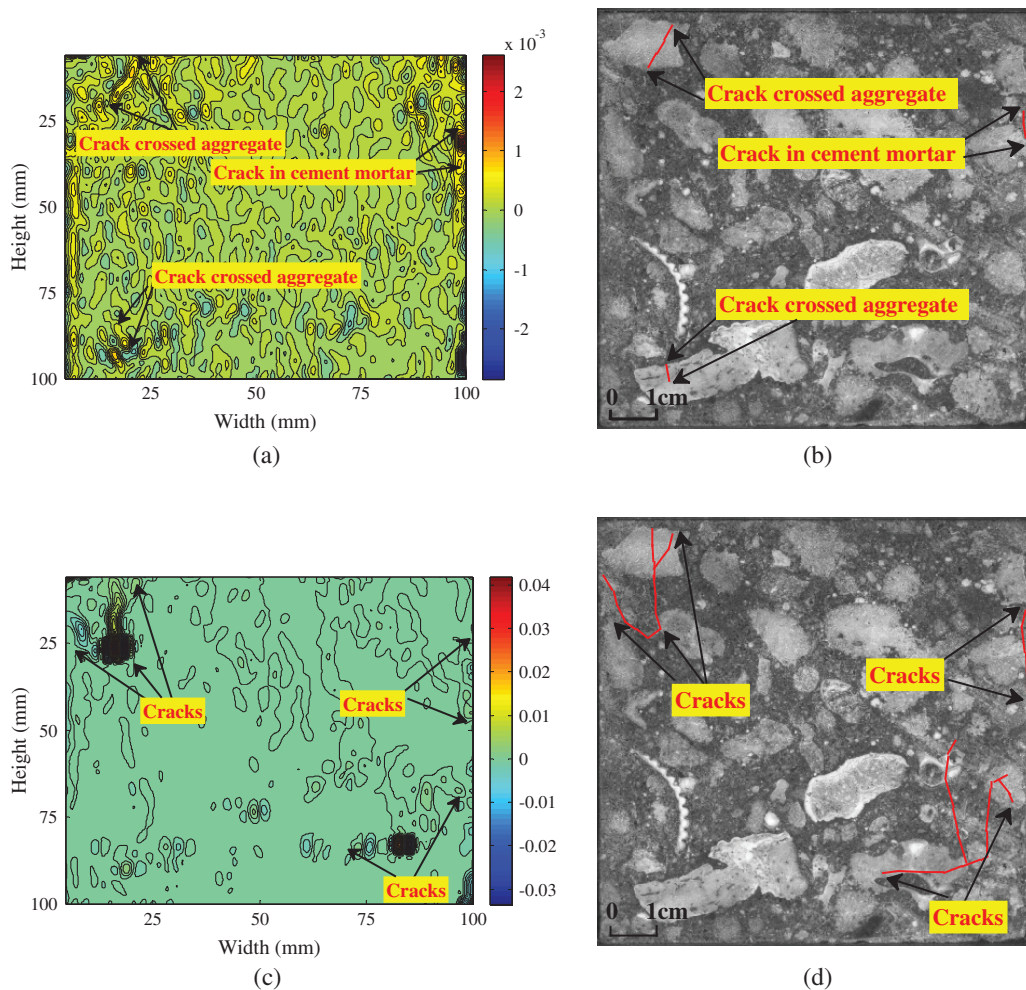 x 10⁻³
2
1
0
-1
-2
25
50
75
100
Height (mm)
25
50
75
100
Width (mm)
Crack crossed aggregate
Crack in cement mortar
Crack crossed aggregate
(a)
Crack crossed aggregate
Crack in cement mortar
Crack crossed aggregate
0 1cm
(b)
0.04
0.03
0.02
0.01
0
-0.01
-0.02
-0.03
25
50
75
100
Height (mm)
25
50
75
100
Width (mm)
Cracks
Cracks
Cracks
(c)
Cracks
Cracks
Cracks
0 1cm
(d)